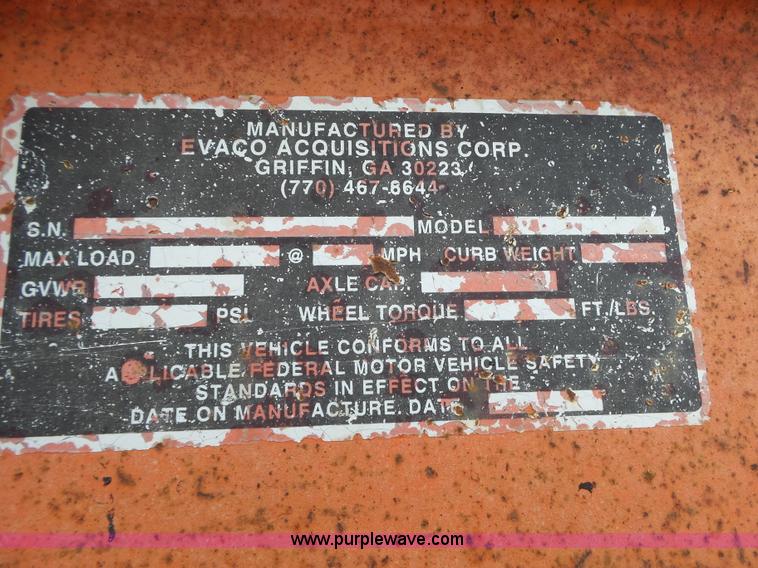 MANUFACTURED BY
EVACO ACQUISITIONS CORP
GRIFFIN, GA 30223
(770) 467-8644
S.N. MODEL
MAX LOAD @ MPH CURB WEIGHT
GVWR AXLE CAP.
TIRES PSI WHEEL TORQUE FT./LBS.
THIS VEHICLE CONFORMS TO ALL
A LICABLE FEDERAL MOTOR VEHICLE SAFETY
STANDARDS IN EFFECT ON THE
DATE ON MANUFACTURE. DATE
www.purplewave.com